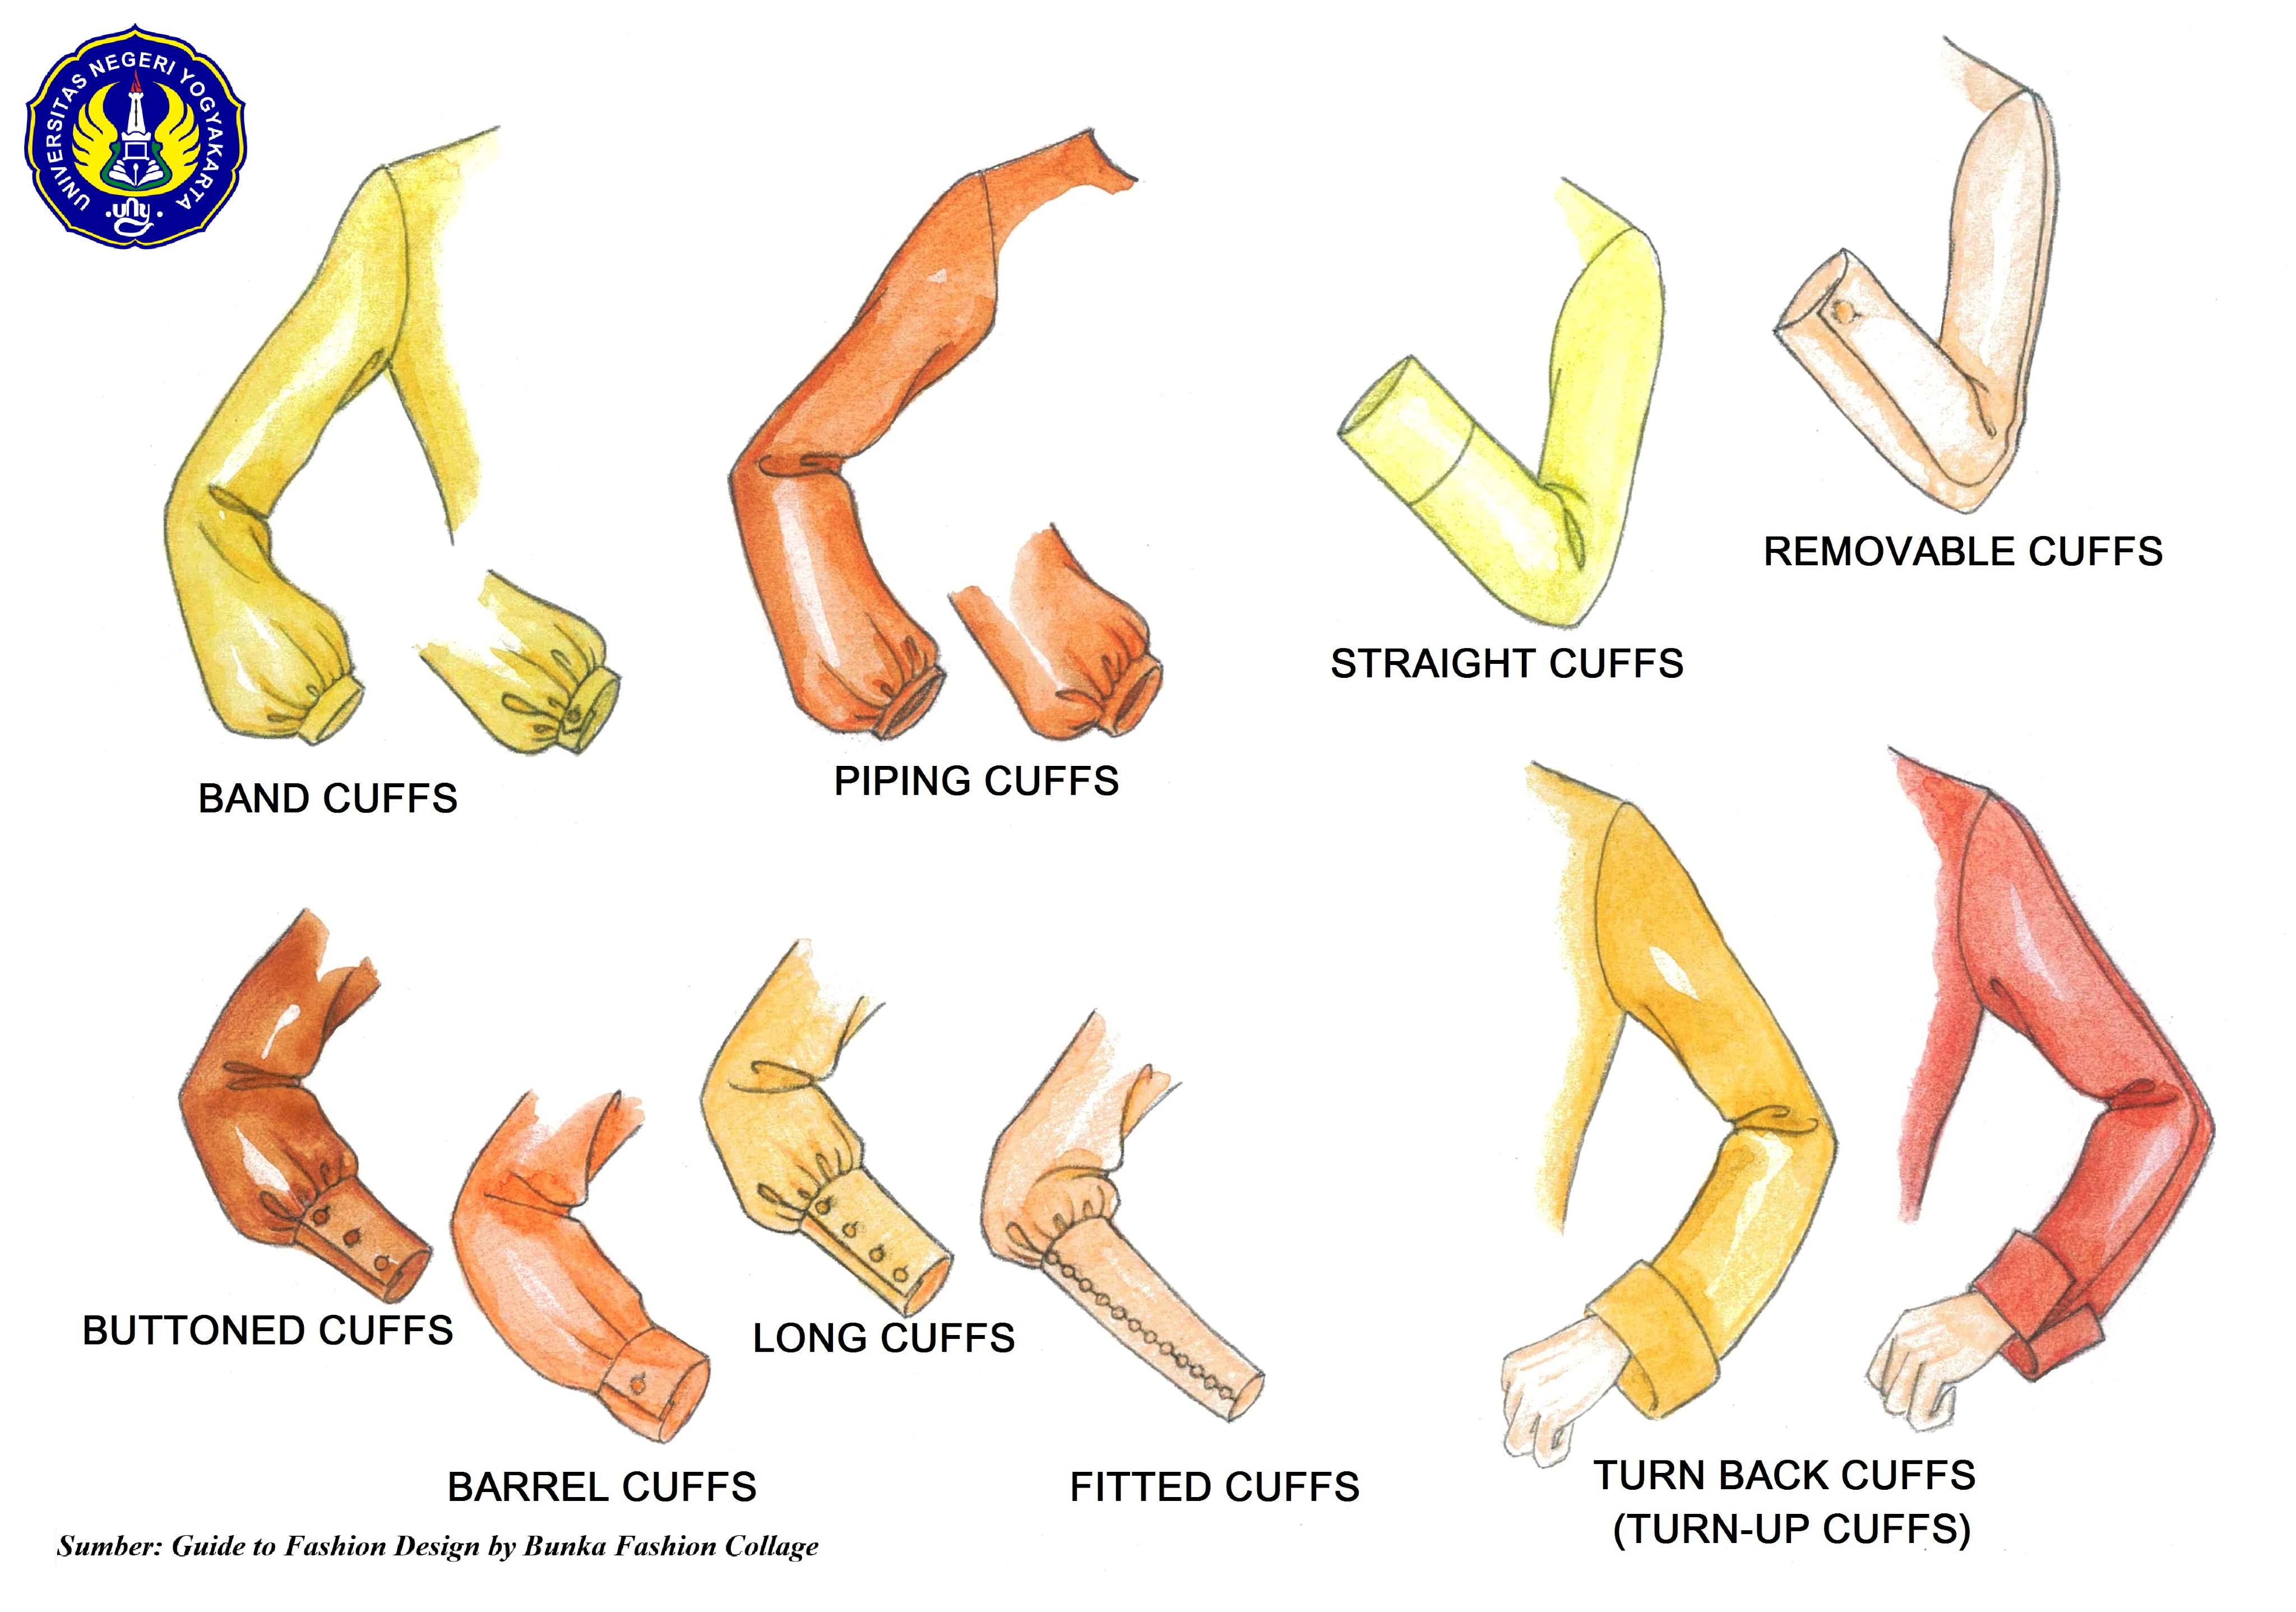 UNIVERSITAS NEGERI YOGYAKARTA
uny
REMOVABLE CUFFS
STRAIGHT CUFFS
BAND CUFFS
PIPING CUFFS
BUTTONED CUFFS
LONG CUFFS
BARREL CUFFS
FITTED CUFFS
TURN BACK CUFFS
(TURN-UP CUFFS)
Sumber: Guide to Fashion Design by Bunka Fashion Collage